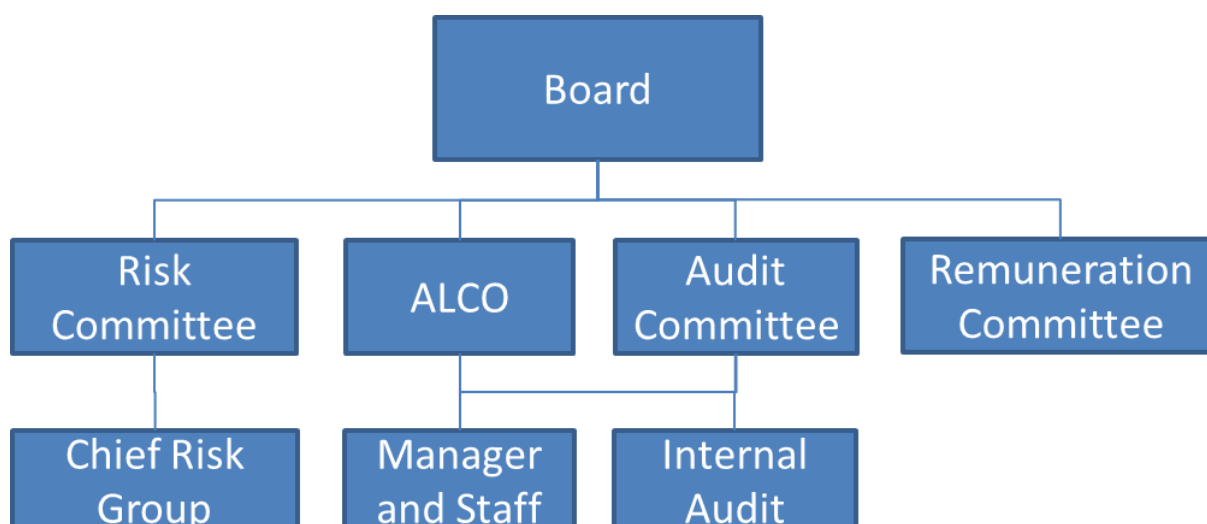 Board
Risk
Committee
ALCO
Audit
Committee
Remuneration
Committee
Chief Risk
Group
Manager
and Staff
Internal
Audit